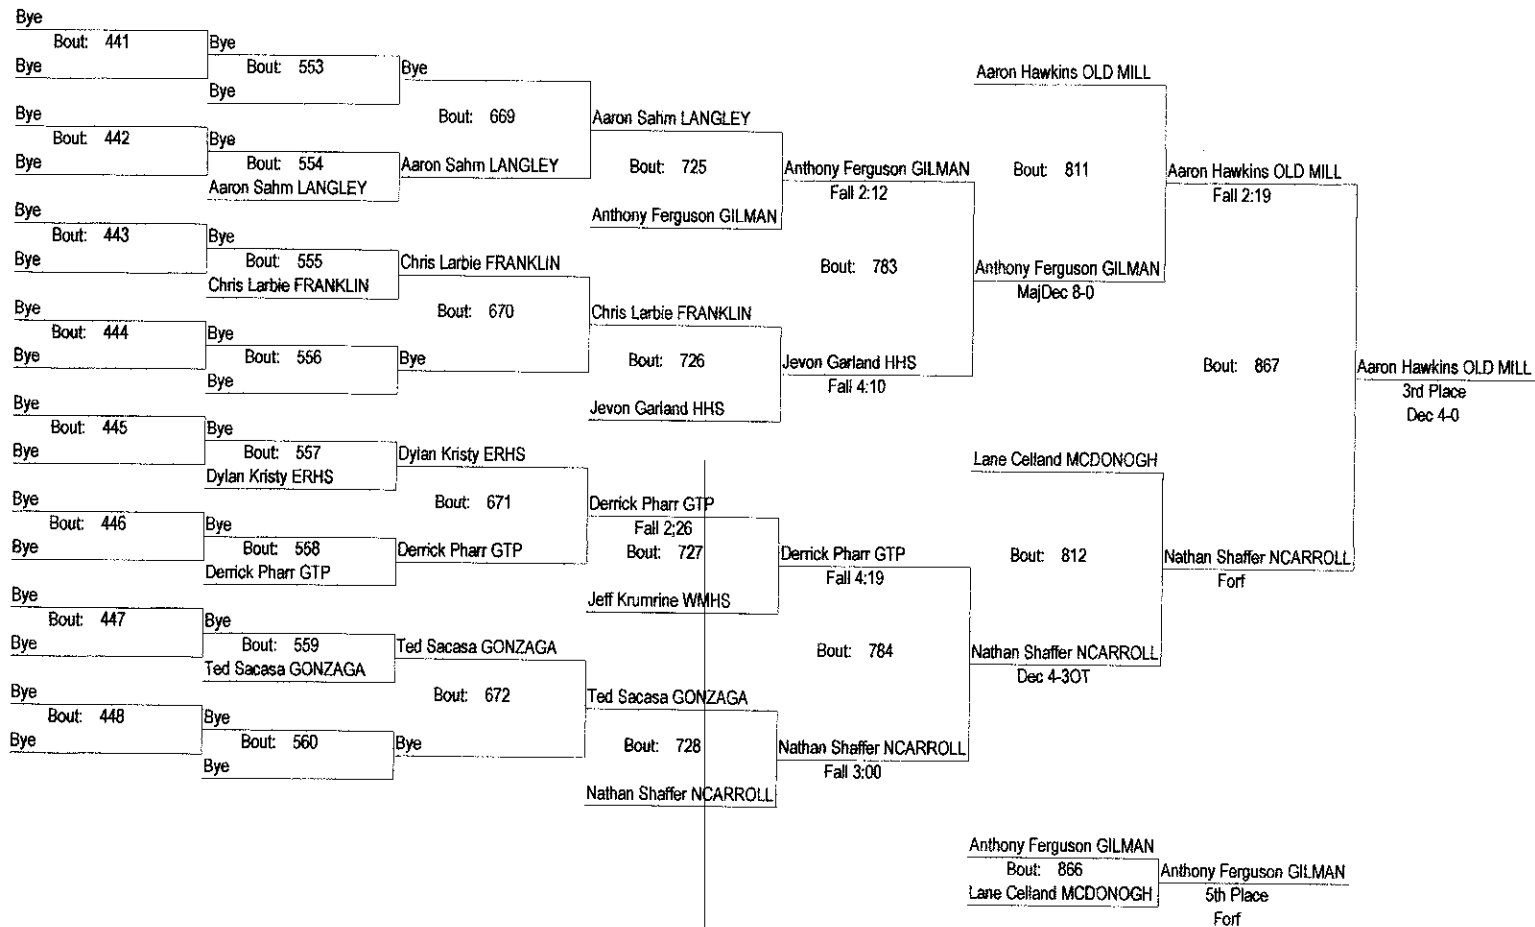 Bye
Bout: 441
Bye
Bye
Bout: 442
Bye
Bye
Bout: 443
Bye
Bye
Bout: 444
Bye
Bye
Bout: 445
Bye
Bye
Bout: 446
Bye
Bye
Bout: 447
Bye
Bye
Bout: 448
Bye
Bye
Bout: 553
Bye
Bye
Bout: 554
Aaron Sahm LANGLEY
Bye
Bout: 555
Chris Larbie FRANKLIN
Bye
Bout: 556
Bye
Bye
Bout: 557
Dylan Kristy ERHS
Bye
Bout: 558
Derrick Pharr GTP
Bye
Bout: 559
Ted Sacasa GONZAGA
Bye
Bout: 560
Bye
Bye
Bout: 669
Aaron Sahm LANGLEY
Chris Larbie FRANKLIN
Bout: 670
Bye
Dylan Kristy ERHS
Bout: 671
Derrick Pharr GTP
Ted Sacasa GONZAGA
Bout: 672
Bye
Aaron Sahm LANGLEY
Bout: 725
Anthony Ferguson GILMAN
Chris Larbie FRANKLIN
Bout: 726
Jevon Garland HHS
Derrick Pharr GTP
Fall 2;26
Bout: 727
Jeff Krumrine WMHS
Ted Sacasa GONZAGA
Bout: 728
Nathan Shaffer NCARROLL
Anthony Ferguson GILMAN
Fall 2:12
Bout: 783
Jevon Garland HHS
Fall 4:10
Derrick Pharr GTP
Fall 4:19
Bout: 784
Nathan Shaffer NCARROLL
Fall 3:00
Aaron Hawkins OLD MILL
Bout: 811
Anthony Ferguson GILMAN
MajDec 8-0
Lane Celland MCDONOGH
Bout: 812
Nathan Shaffer NCARROLL
Dec 4-3OT
Aaron Hawkins OLD MILL
Fall 2:19
Bout: 867
Nathan Shaffer NCARROLL
Forf
Aaron Hawkins OLD MILL
3rd Place
Dec 4-0
Anthony Ferguson GILMAN
Bout: 866
Lane Celland MCDONOGH
Anthony Ferguson GILMAN
5th Place
Forf